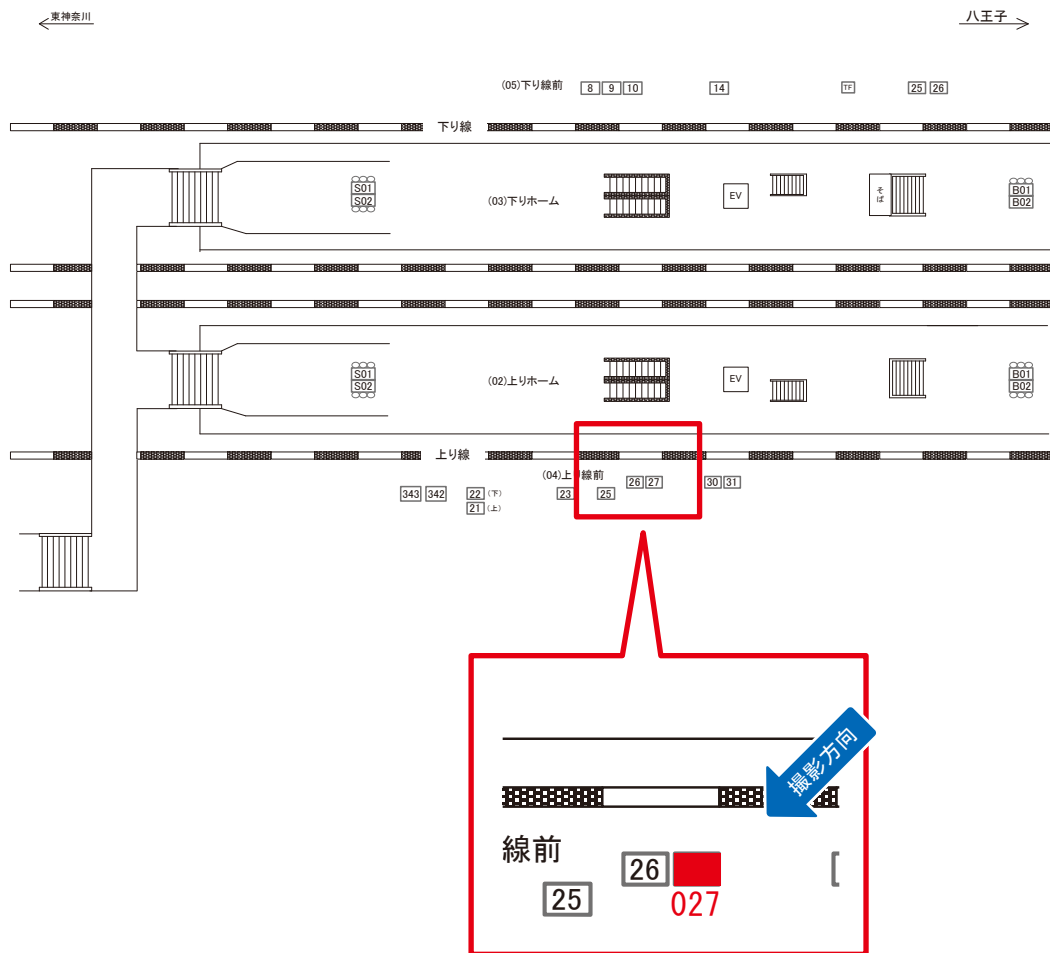 東神奈川
八王子
(05)下り線前
8 9 10
14
TF
25 26
下り線
S01
S02
(03)下りホーム
EV
そば
B01
B02
S01
S02
(02)上りホーム
EV
B01
B02
上り線
(04)上り線前
343 342
22 (下)
21 (上)
23
25
26 27
30 31
撮影方向
線前
26
25
027